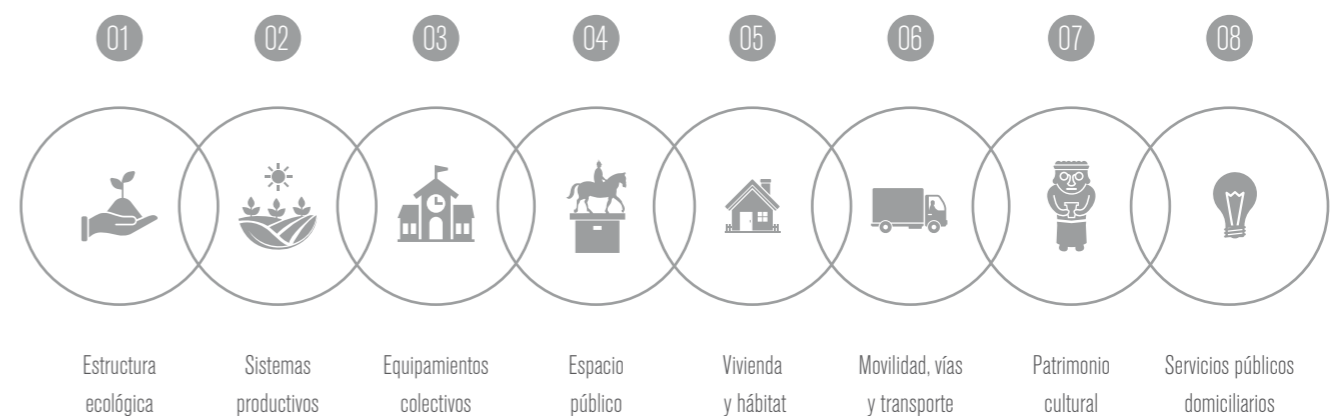 01
02
03
04
05
06
07
08
Estructura
ecológica
Sistemas
productivos
Equipamientos
colectivos
Espacio
público
Vivienda
y hábitat
Movilidad, vías
y transporte
Patrimonio
cultural
Servicios públicos
domiciliarios